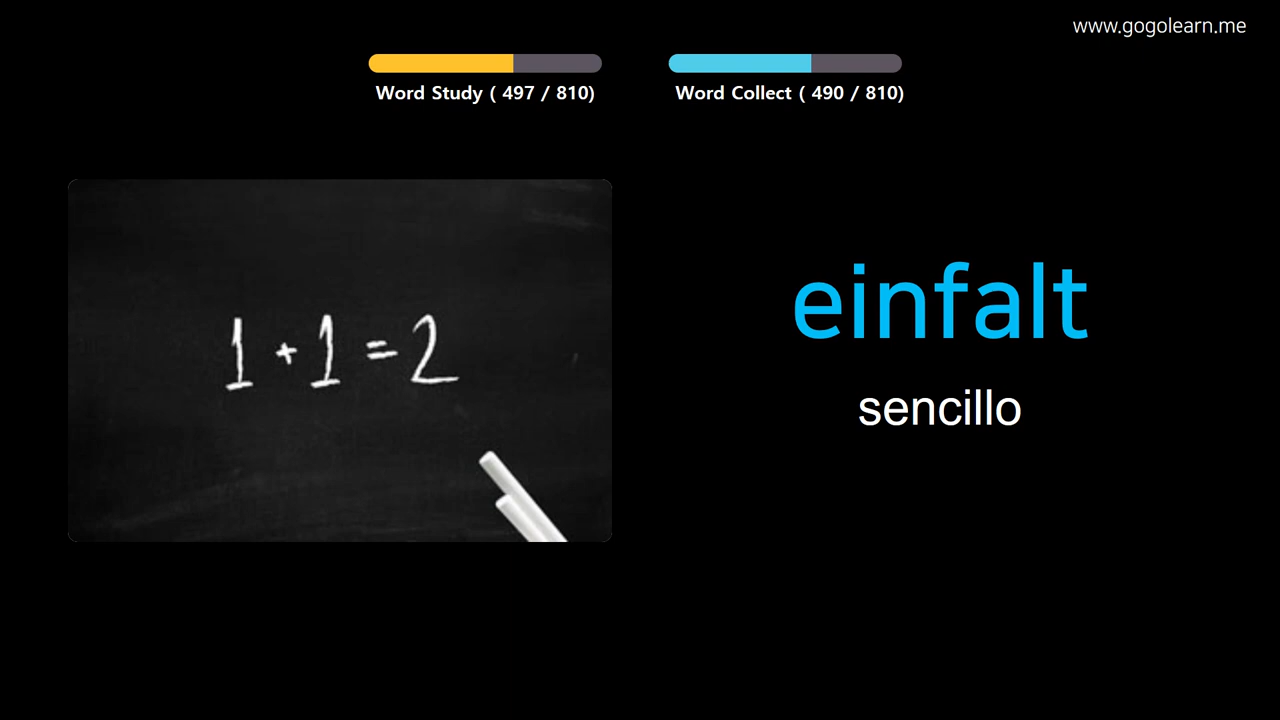 www.gogolearn.me
Word Study ( 497 / 810)
Word Collect ( 490 / 810)
1 + 1 = 2
einfalt
sencillo